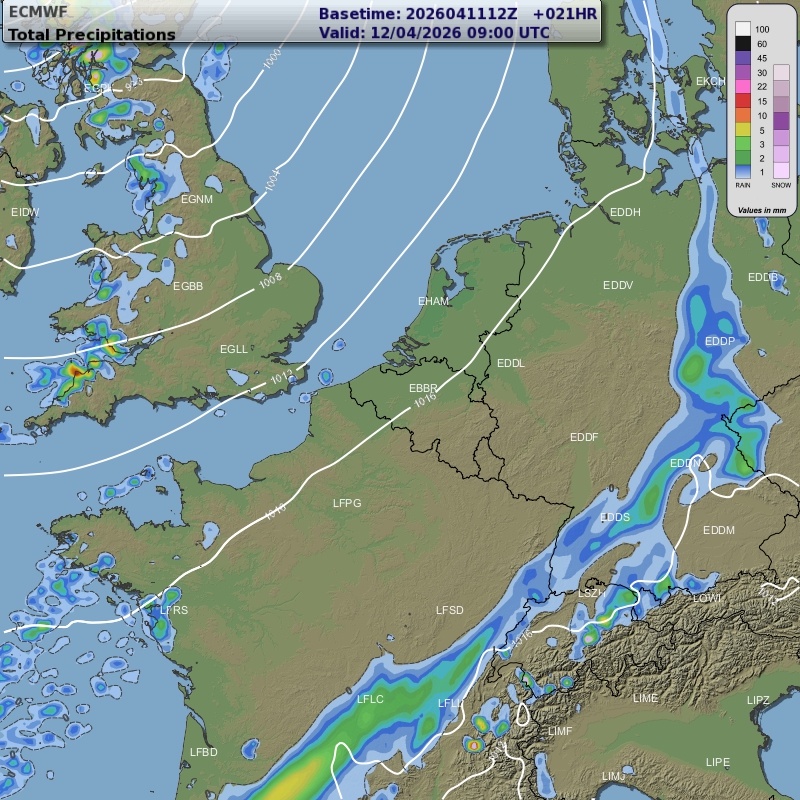 ECMWF
Basetime: 2026041112Z +021HR
Total Precipitations
Valid: 12/04/2026 09:00 UTC
100
60
45
30
22
15
10
5
3
2
1
RAIN SNOW
Values in mm
1000
EKCH
1004
EIDW
EGNM
EDDH
1008
EGBB
EDDV
EDDB
EHAM
EGLL
EDDP
EDDL
1012
EBBR
1016
EDDF
EDDN
LFPG
1016
EDDS
EDDM
LSZH
LOWI
LFRS
LFSD
1016
LFLC
LFLL
LIME
LIPZ
LIMF
LFBD
LIPE
LIMJ